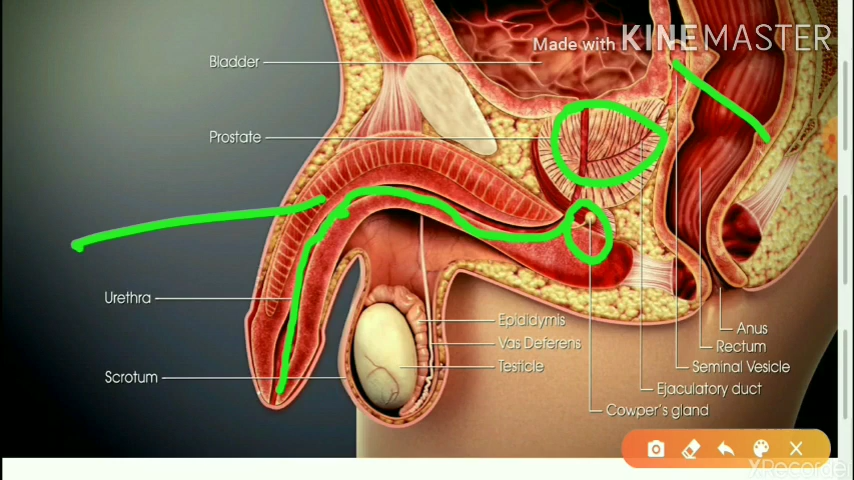 Made with KINEMASTER
Bladder
Prostate
Urethra
Scrotum
Epididymis
Vas Deferens
Testicle
Anus
Rectum
Seminal Vesicle
Ejaculatory duct
Cowper's gland
XRecorder